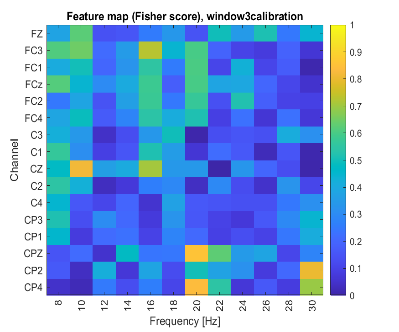 Feature map (Fisher score), window3calibration
Channel
FZ
FC3
FC1
FCz
FC2
FC4
C3
C1
CZ
C2
C4
CP3
CP1
CPZ
CP2
CP4
8 10 12 14 16 18 20 22 24 26 28 30
Frequency [Hz]
1
0.9
0.8
0.7
0.6
0.5
0.4
0.3
0.2
0.1
0